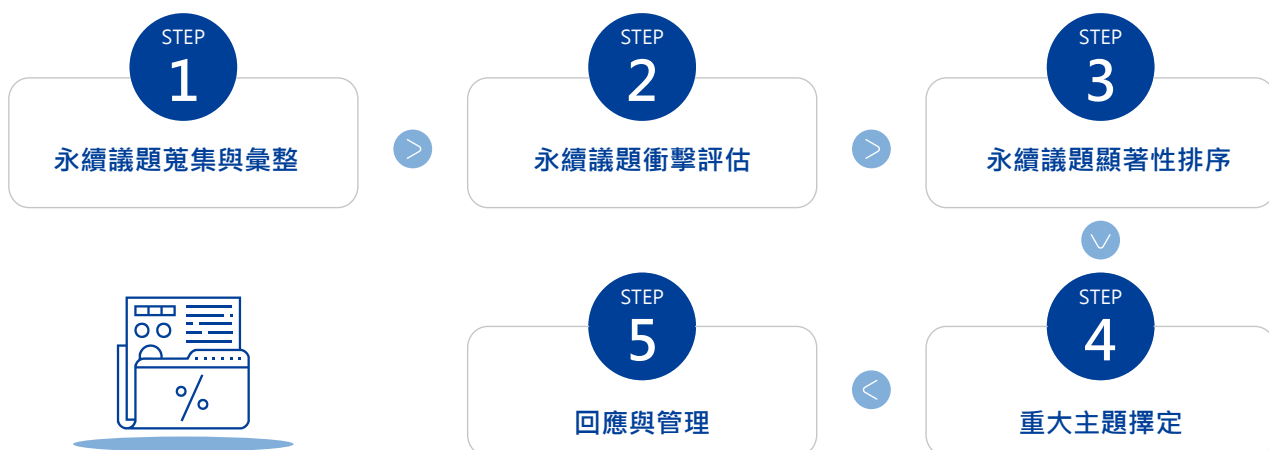 STEP
1
永續議題蒐集與彙整
STEP
2
永續議題衝擊評估
STEP
3
永續議題顯著性排序
STEP
4
重大主題擇定
STEP
5
回應與管理
%